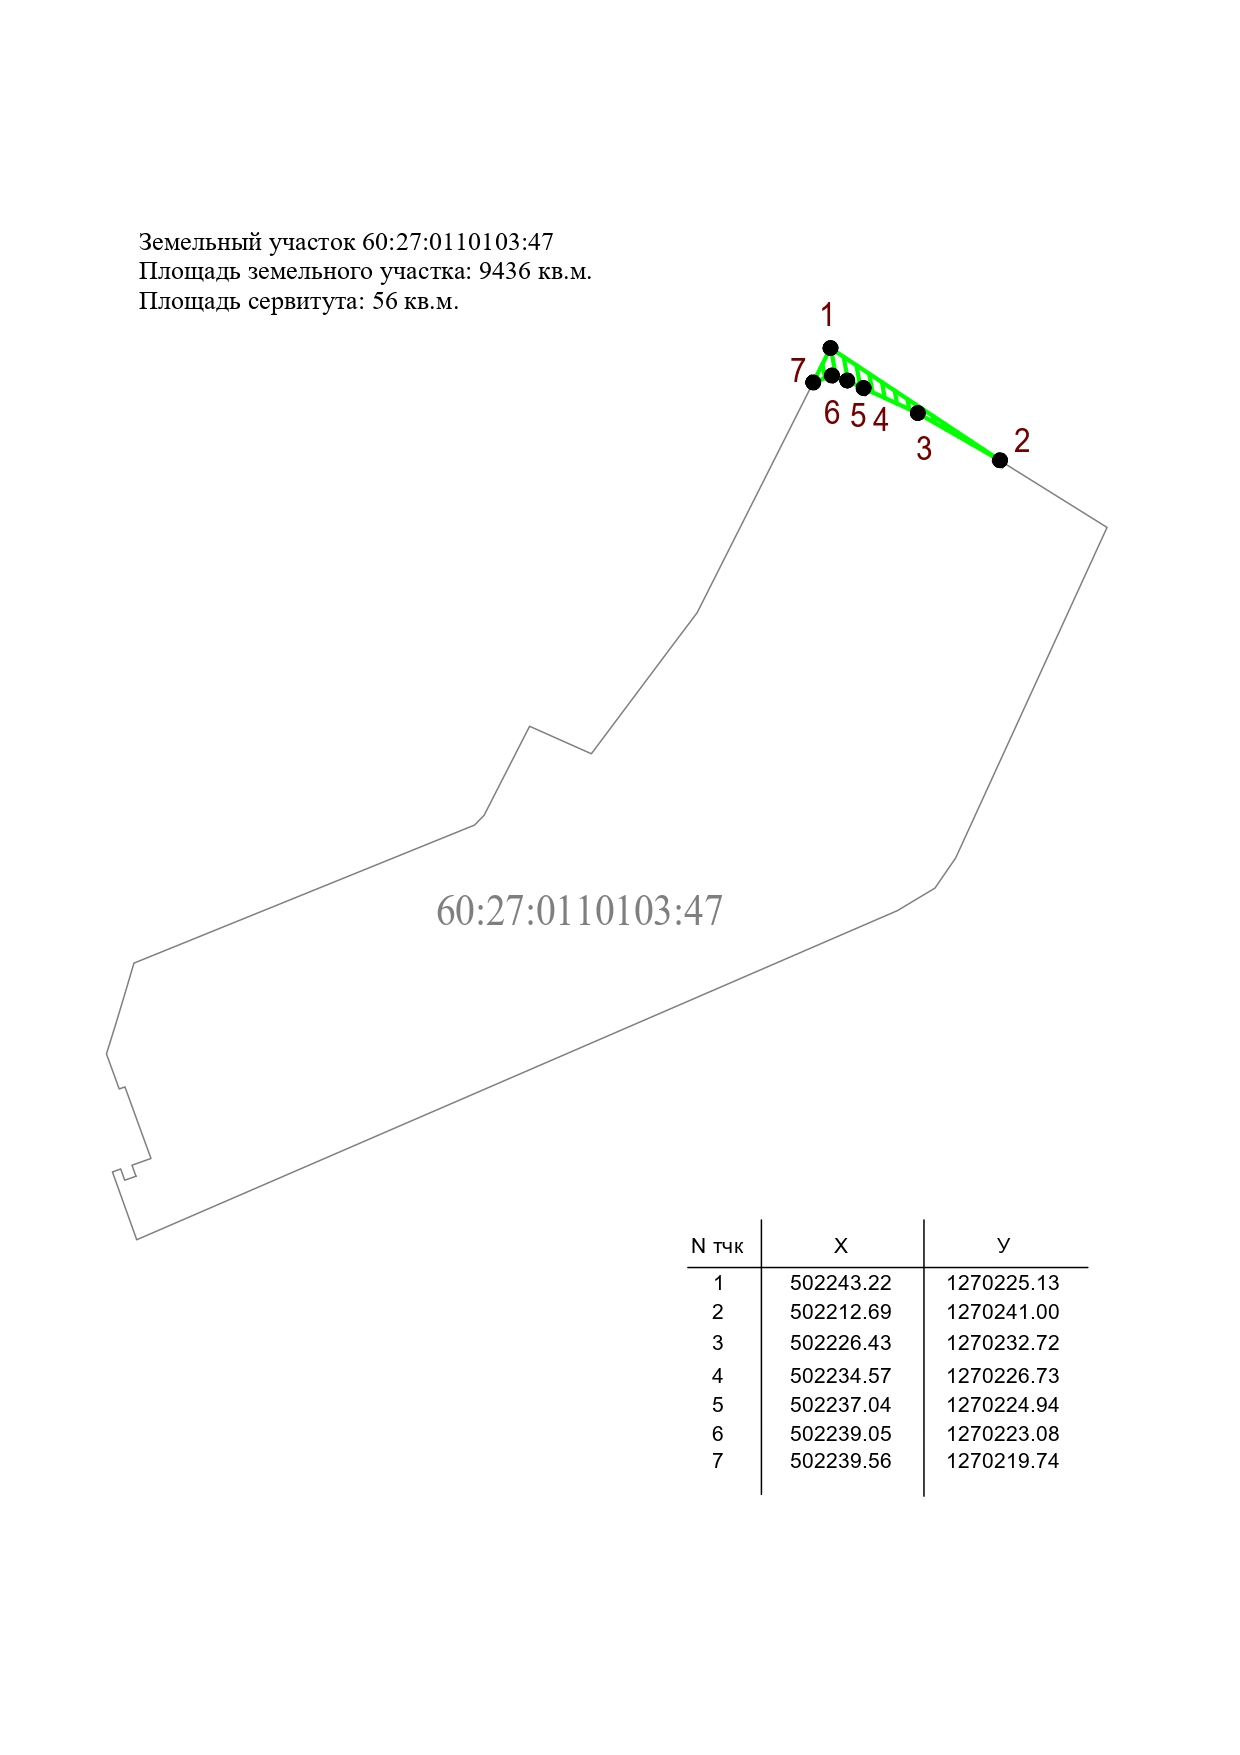 Земельный участок 60:27:0110103:47
Площадь земельного участка: 9436 кв.м.
Площадь сервитута: 56 кв.м.
1
7
6
5
4
3
2
60:27:0110103:47
N тчк X У
1 502243.22 1270225.13
2 502212.69 1270241.00
3 502226.43 1270232.72
4 502234.57 1270226.73
5 502237.04 1270224.94
6 502239.05 1270223.08
7 502239.56 1270219.74